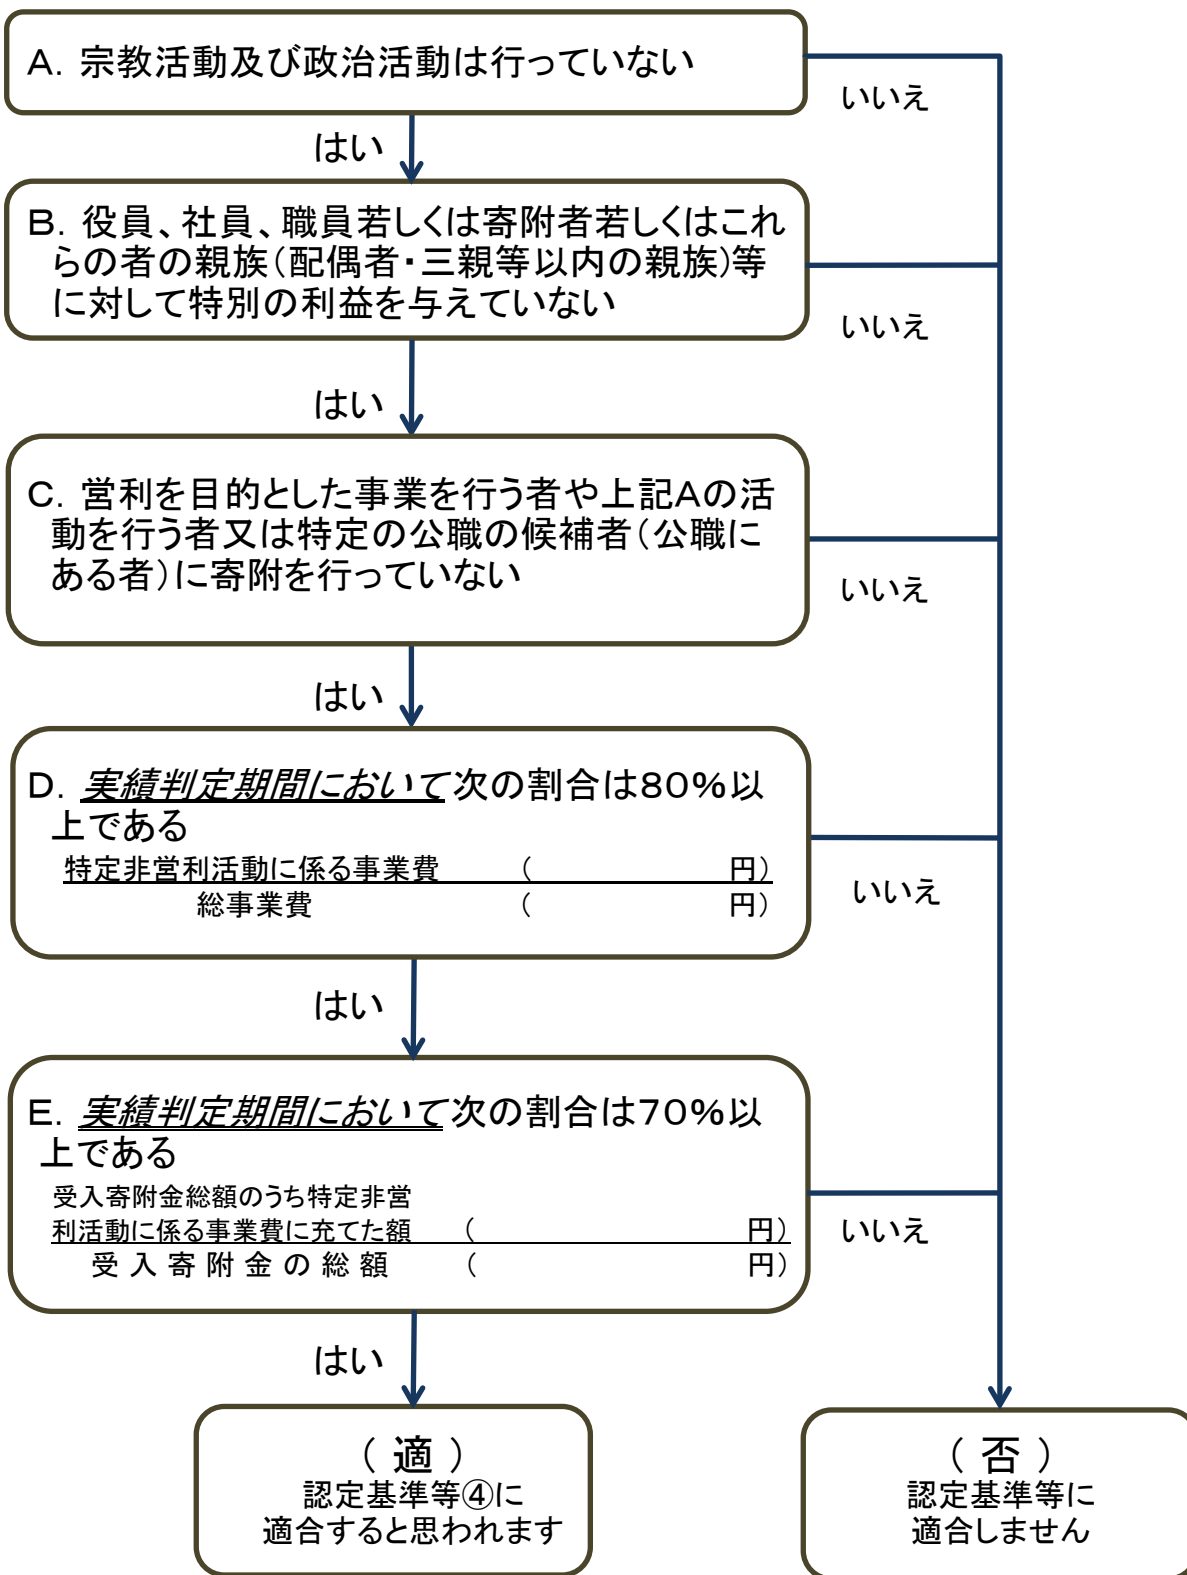 A. 宗教活動及び政治活動は行っていない
いいえ
はい
B. 役員、社員、職員若しくは寄附者若しくはこれ
らの者の親族(配偶者・三親等以内の親族)等
に対して特別の利益を与えていない
いいえ
はい
C. 営利を目的とした事業を行う者や上記Aの活
動を行う者又は特定の公職の候補者(公職に
ある者)に寄附を行っていない
いいえ
はい
D. 実績判定期間において次の割合は80%以
上である
特定非営利活動に係る事業費 ( 円)
総事業費 ( 円)
いいえ
はい
E. 実績判定期間において次の割合は70%以
上である
受入寄附金総額のうち特定非営
利活動に係る事業費に充てた額 ( 円)
受入寄附金の総額 ( 円)
いいえ
はい
(適)
認定基準等④に
適合すると思われます
(否)
認定基準等に
適合しません